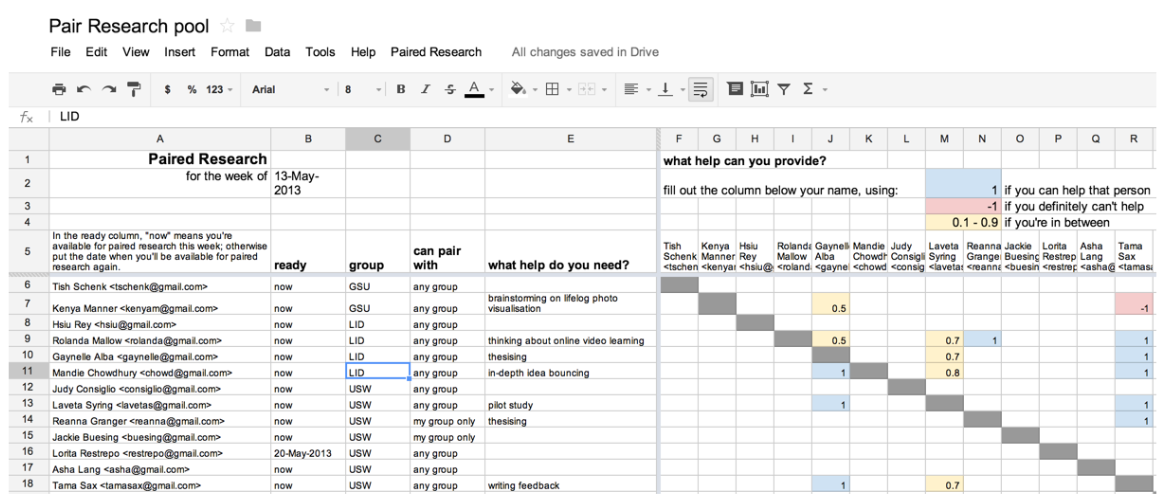 Pair Research pool
File Edit View Insert Format Data Tools Help Paired Research All changes saved in Drive
$ % 123 Arial 8 B I S A Σ
fx LID
A B C D E F G H I J K L M N O P Q R
1 Paired Research what help can you provide?
2 for the week of 13-May-
2013 fill out the column below your name, using: 1 if you can help that person
3 -1 if you definitely can't help
4 0.1 - 0.9 if you're in between
5 In the ready column, "now" means you're
available for paired research this week; otherwise
put the date when you'll be available for paired
research again. ready group can pair
with what help do you need?
Tish Kenya Hsiu Rolanda Gaynell Mandie Judy Laveta Reanna Jackie Lorita Asha Tama
Schenk Manner Rey Mallow Alba Chowdh Consigli Syring Granger Buesing Restrep Lang Sax
<tschen <kenyar <hsiu@ <roland <gaynel <chowd <consig <lavetas <reanna <buesin <restrep <asha@ <tamasa
6 Tish Schenk <tschenk@gmail.com> now GSU any group
7 Kenya Manner <kenyam@gmail.com> now GSU any group brainstorming on lifelog photo
visualisation 0.5 -1
8 Hsiu Rey <hsiu@gmail.com> now LID any group
9 Rolanda Mallow <rolandam@gmail.com> now LID any group thinking about online video learning 0.5 0.7 1 1
10 Gaynelle Alba <gaynelle@gmail.com> now LID any group thesising 0.7 1
11 Mandie Chowdhury <chowd@gmail.com> now LID any group in-depth idea bouncing 1 0.8 1
12 Judy Consiglio <consiglio@gmail.com> now USW any group
13 Laveta Syring <lavetas@gmail.com> now USW any group pilot study 1 1
14 Reanna Granger <reanna@gmail.com> now USW my group only thesising 1
15 Jackie Buesing <buesing@gmail.com> now USW my group only
16 Lorita Restrepo <restrepo@gmail.com> 20-May-2013 USW any group
17 Asha Lang <asha@gmail.com> now USW any group
18 Tama Sax <tamasax@gmail.com> now USW any group writing feedback 1 0.7